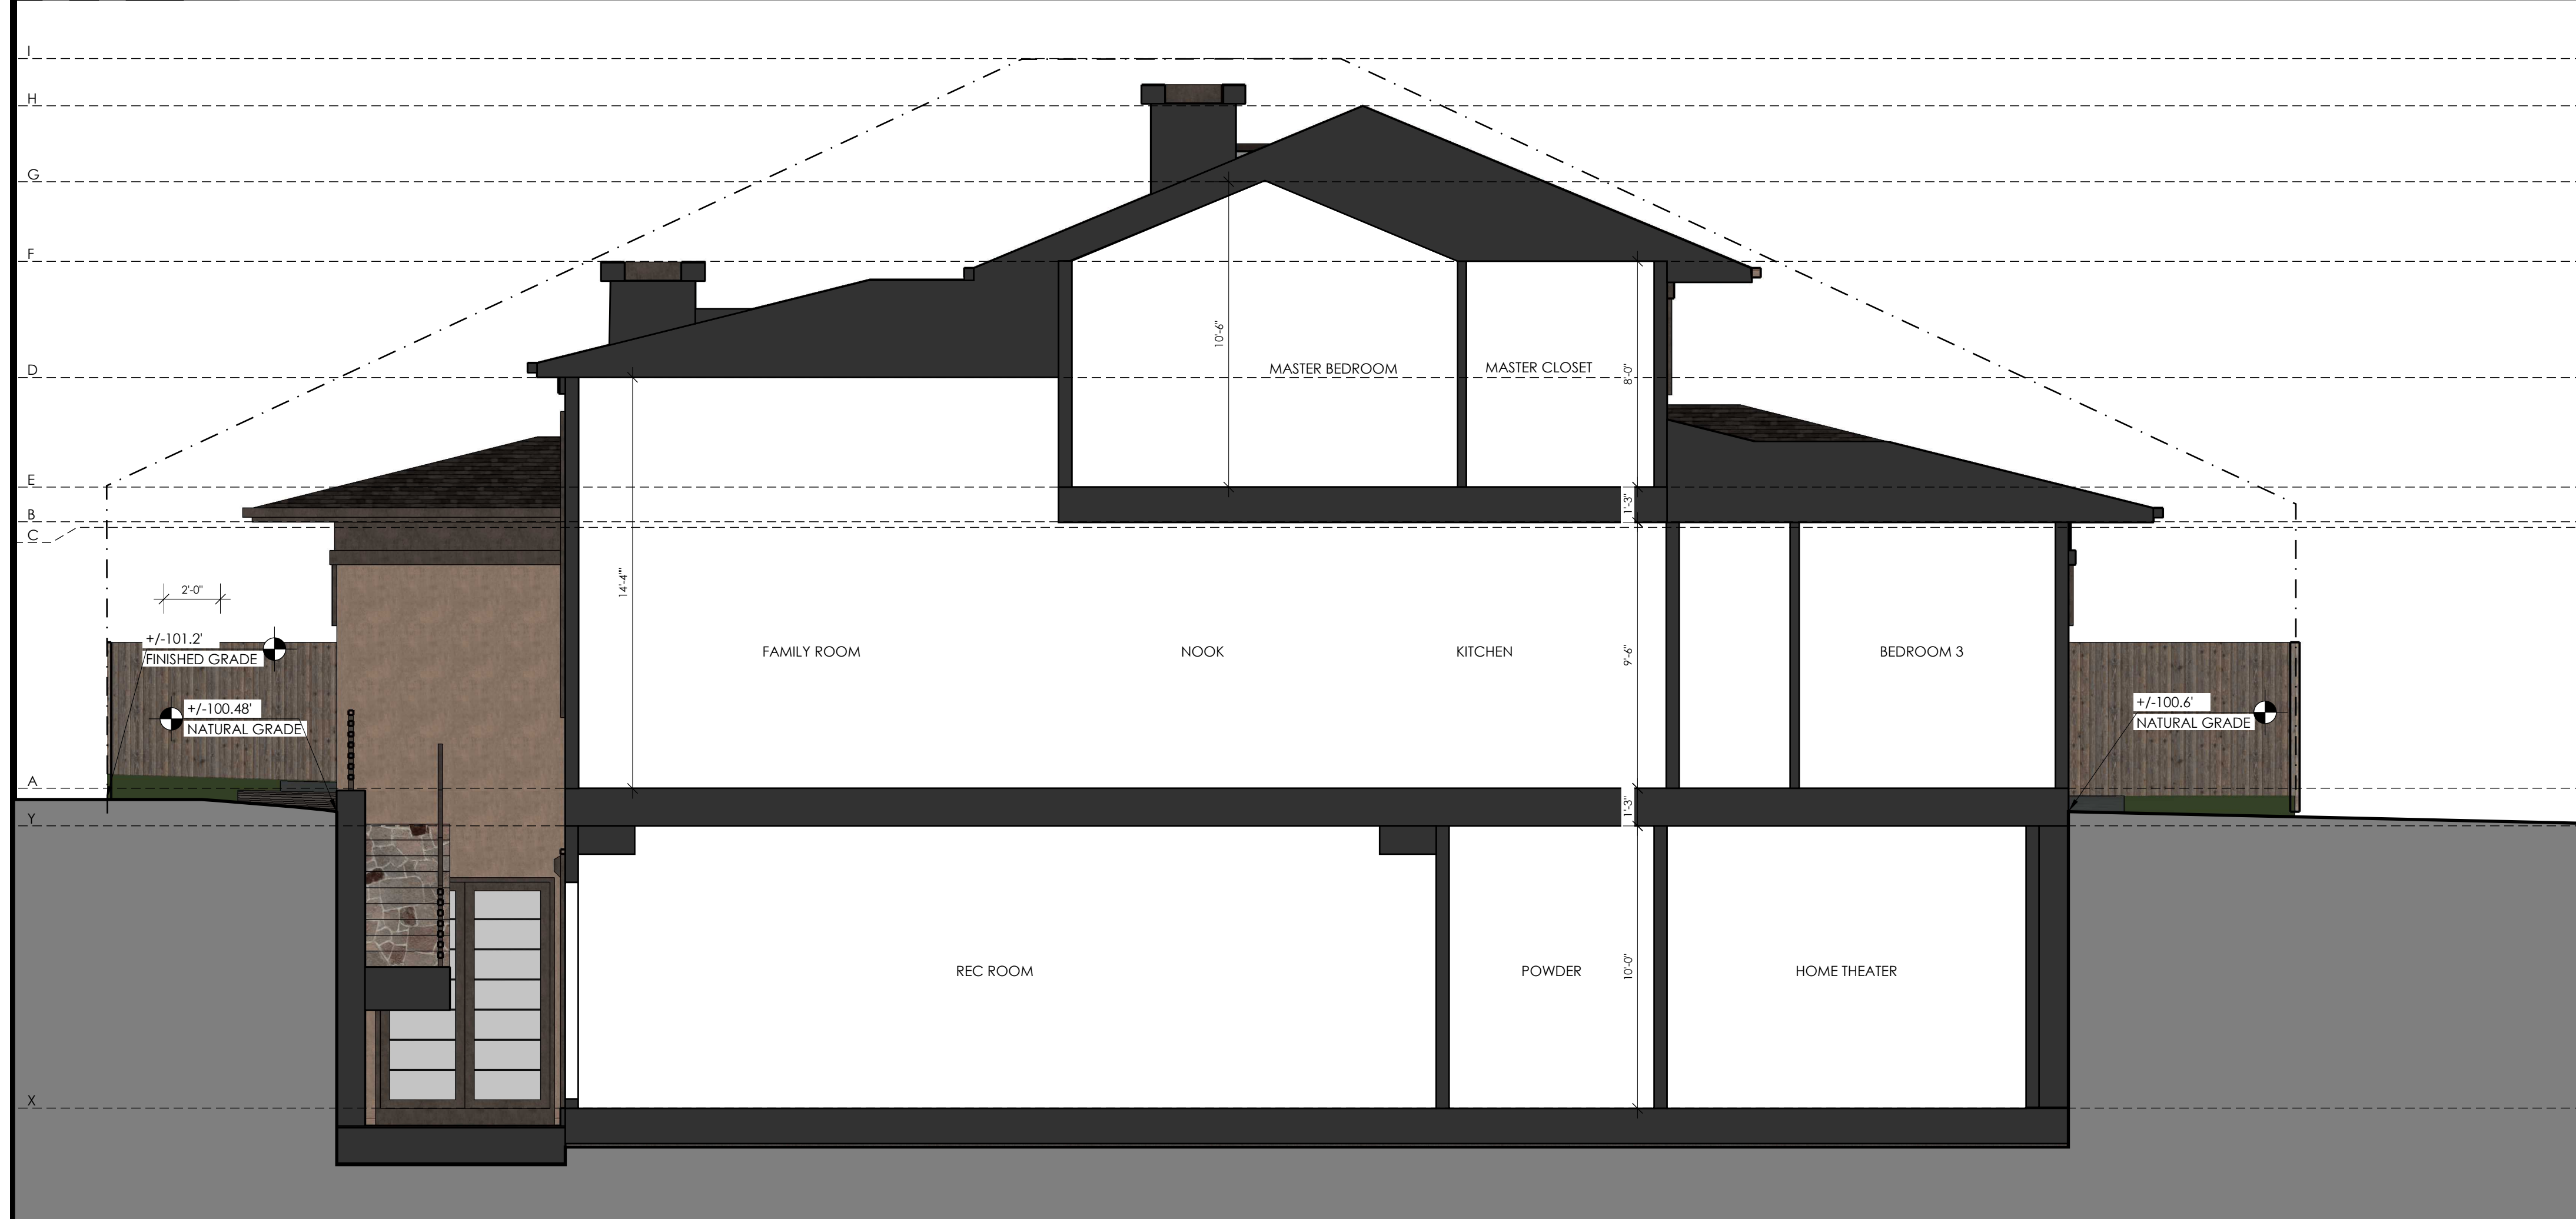 I
H
G
F
D
10'-6"
MASTER BEDROOM
MASTER CLOSET
8'-0"
E
B
C
1'-3"
2'-0"
14'-4""
+/-101.2'
FINISHED GRADE
FAMILY ROOM
NOOK
KITCHEN
9'-6"
BEDROOM 3
+/-100.48'
NATURAL GRADE
+/-100.6'
NATURAL GRADE
A
Y
1'-3"
REC ROOM
POWDER
10'-0"
HOME THEATER
X